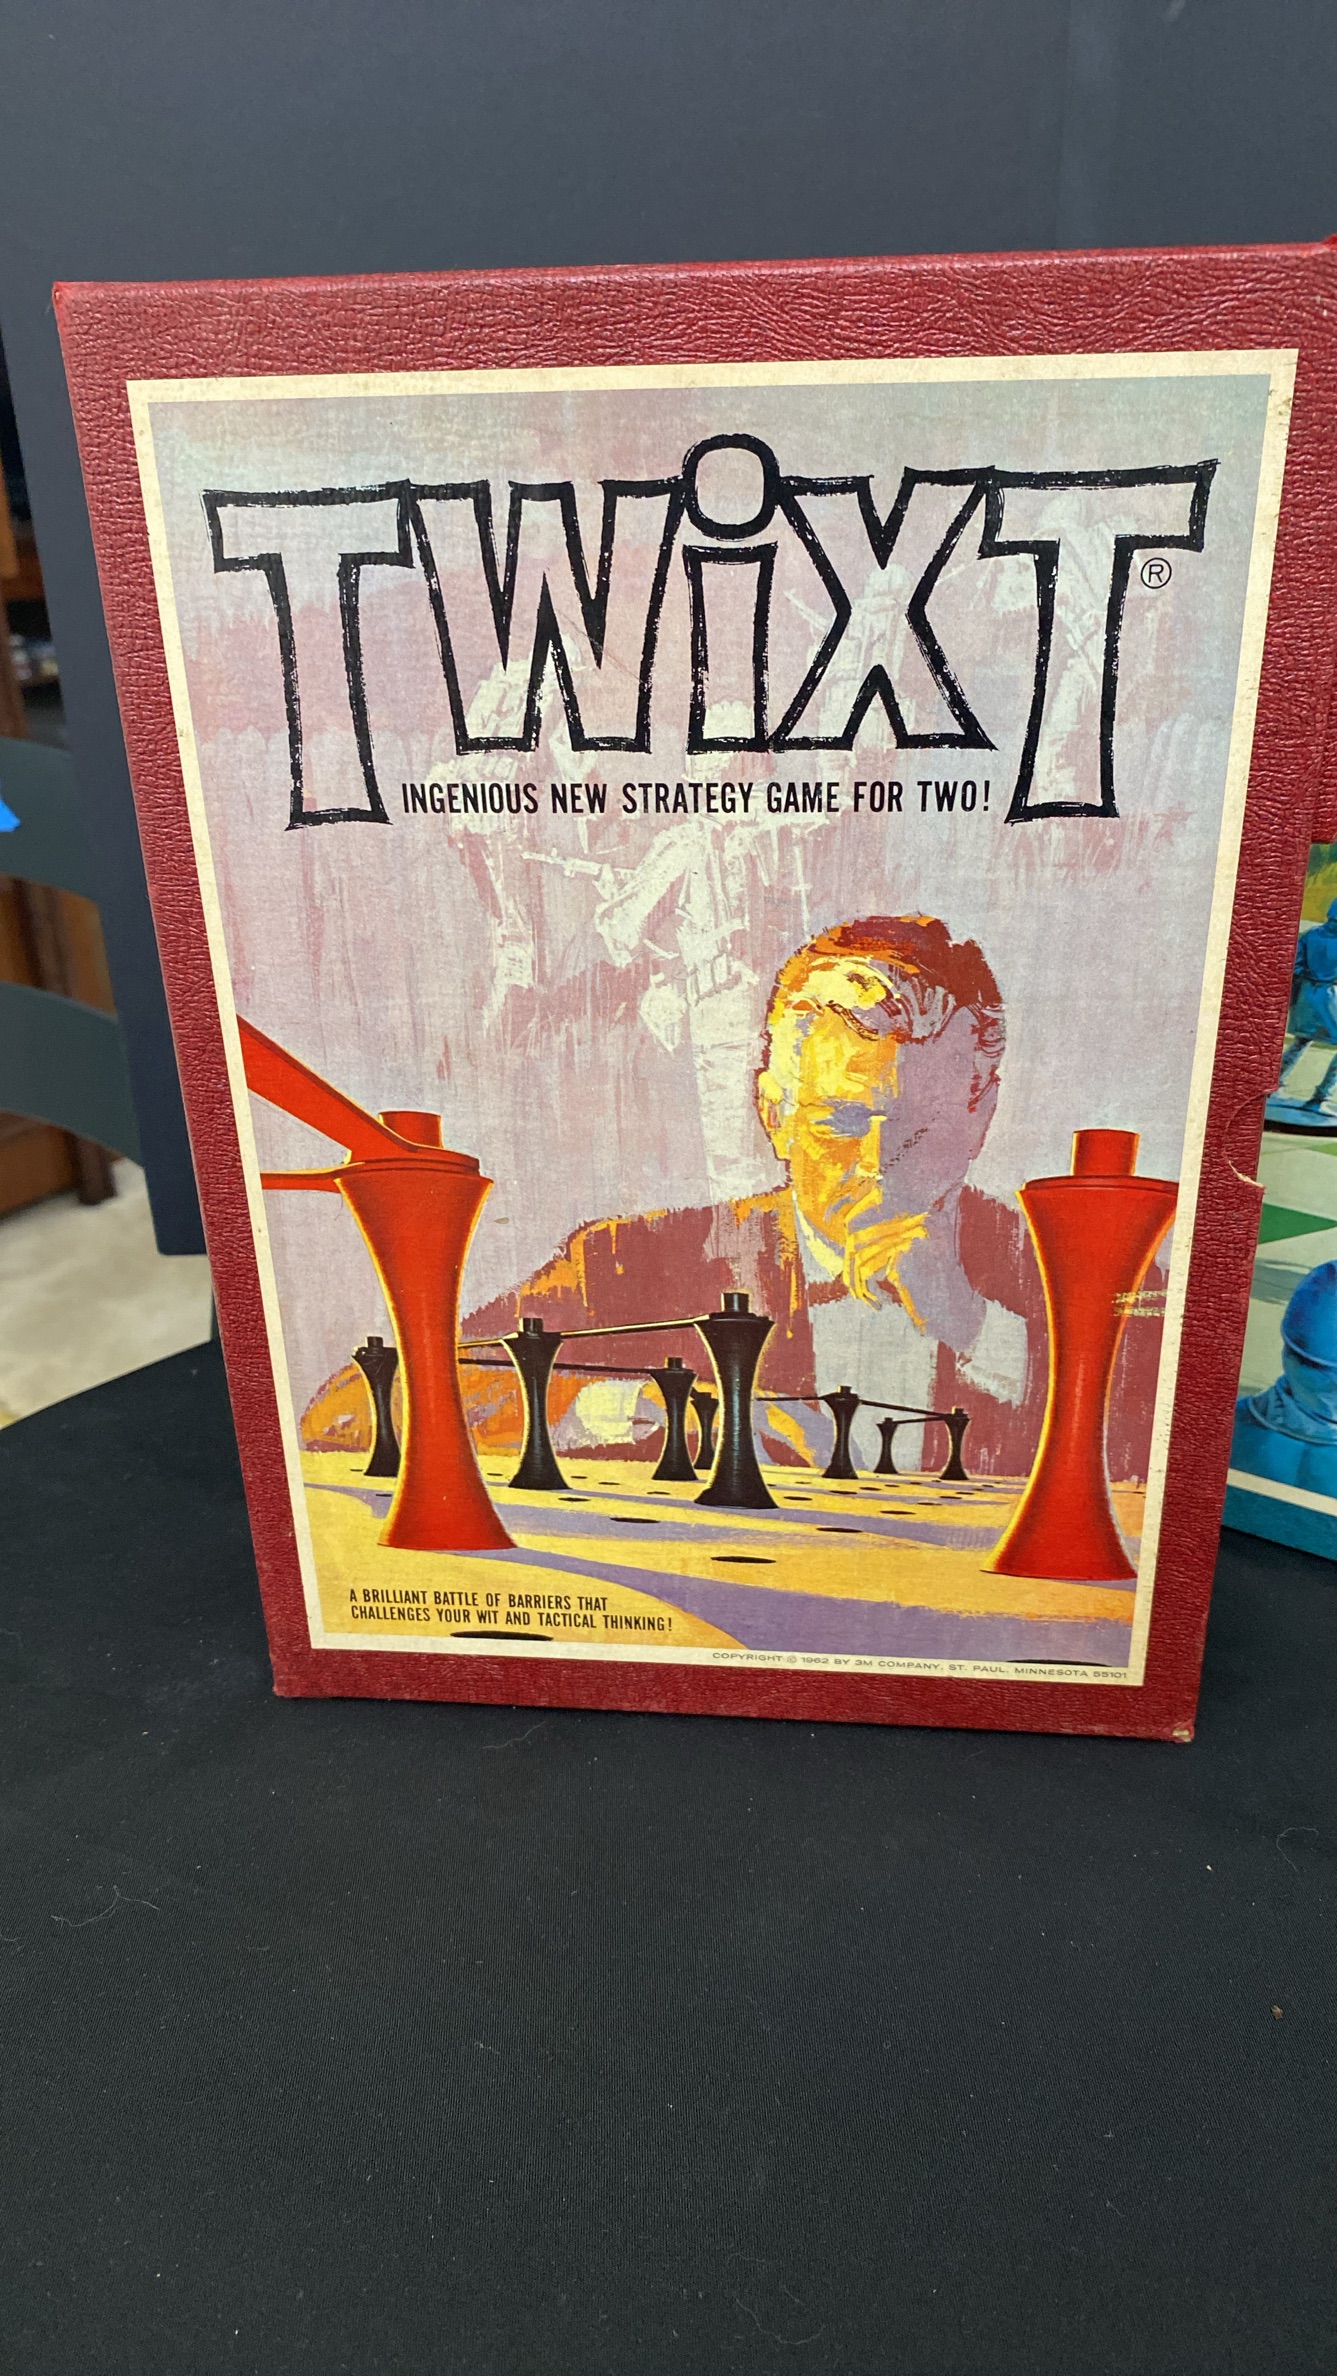 TWiXT®
INGENIOUS NEW STRATEGY GAME FOR TWO!
A BRILLIANT BATTLE OF BARRIERS THAT
CHALLENGES YOUR WIT AND TACTICAL THINKING!
COPYRIGHT © 1962 BY 3M COMPANY, ST. PAUL, MINNESOTA 55101